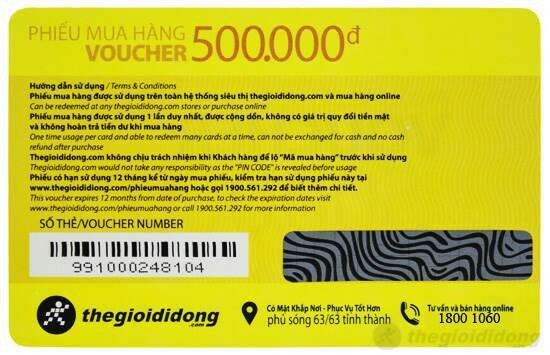 PHIẾU MUA HÀNG
VOUCHER 500.000đ
Hướng dẫn sử dụng / Terms & Conditions
Phiếu mua hàng được sử dụng trên toàn hệ thống siêu thị thegioididong.com và mua hàng online
Can be redeemed at any thegioididong.com stores or purchase online
Phiếu mua hàng được sử dụng 1 lần duy nhất, được cộng dồn, không có giá trị quy đổi tiền mặt
và không hoàn trả tiền dư khi mua hàng
One time usage per card and able to redeem many cards at a time, can not be exchanged for cash and no cash
refund after purchase
Thegioididong.com không chịu trách nhiệm khi Khách hàng để lộ "Mã mua hàng" trước khi sử dụng
Thegioididong.com would not take any responsibility as the "PIN CODE" is revealed before usage
Phiếu có hạn sử dụng 12 tháng kể từ ngày mua phiếu, kiểm tra hạn sử dụng phiếu này tại
www.thegioididong.com/phieumuahang hoặc gọi 1900.561.292 để biết thêm chi tiết.
This voucher expires 12 months from date of purchase, to check the expiration dates visit
www.thegioididong.com/phieumuahang or call 1900.561.292 for more information
SỐ THẺ/VOUCHER NUMBER
991000248104
thegioididong
.com
Có Mặt Khắp Nơi - Phục Vụ Tốt Hơn
phủ sóng 63/63 tỉnh thành
Tư vấn và bán hàng online
1800 1060
thegioididong
.com